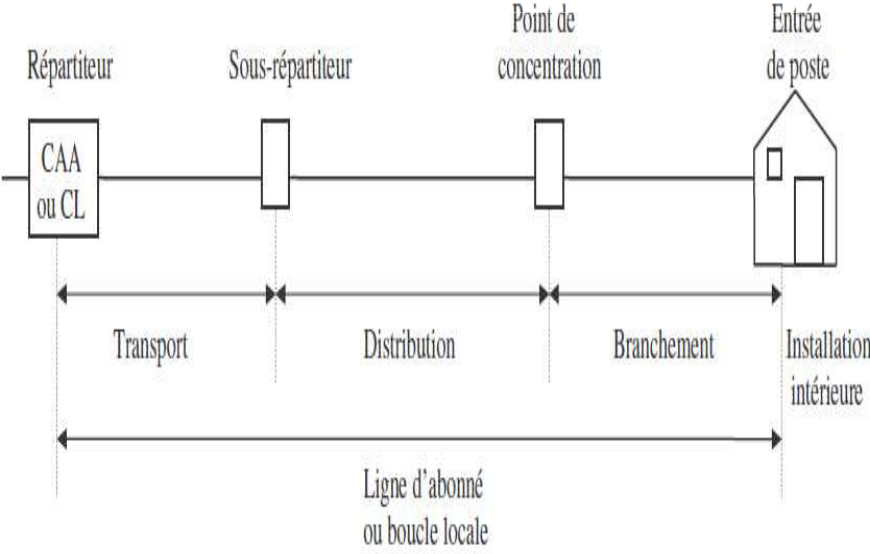 Répartiteur
Sous-répartiteur
Point de
concentration
Entrée
de poste
CAA
ou CL
Transport
Distribution
Branchement
Installation
intérieure
Ligne d'abonné
ou boucle locale